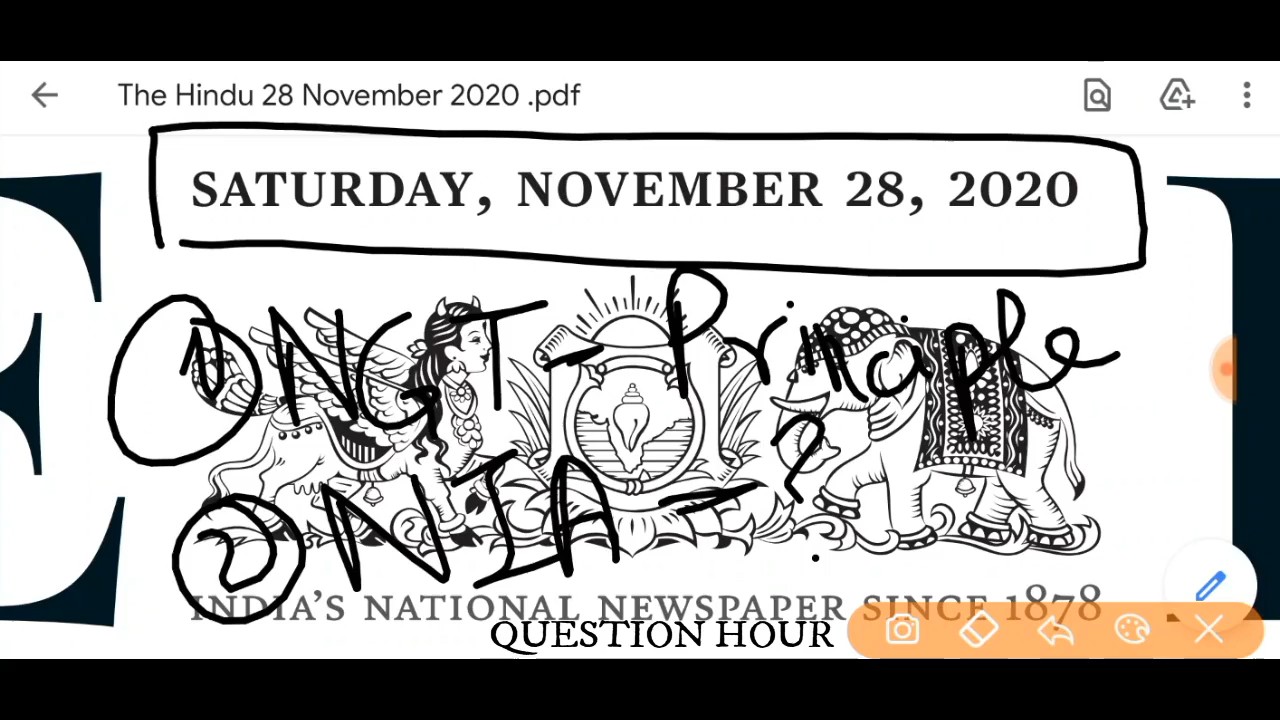 The Hindu 28 November 2020 .pdf
SATURDAY, NOVEMBER 28, 2020
① NGT - Principle
② NIA - ?
INDIA'S NATIONAL NEWSPAPER SINCE 1878
QUESTION HOUR